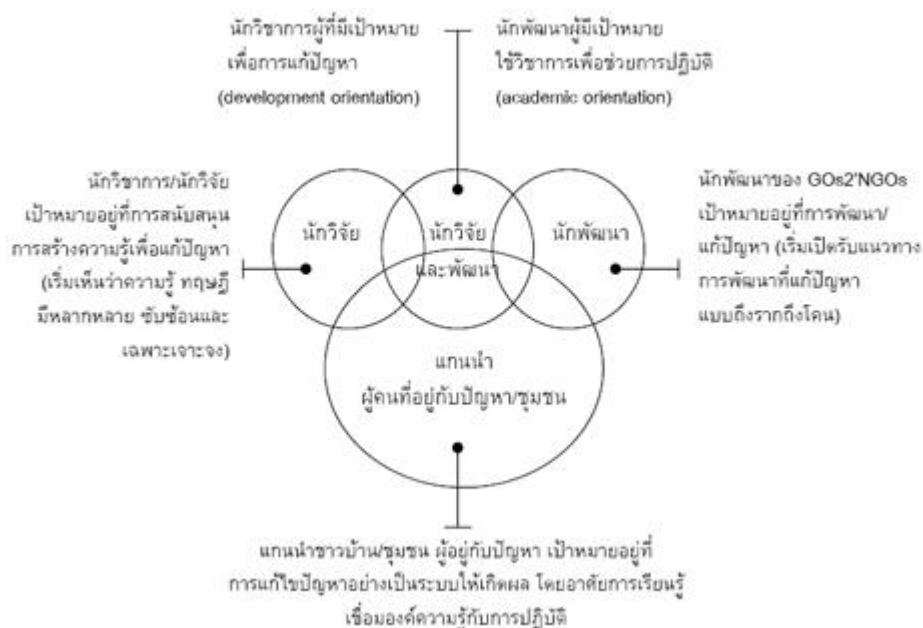 นักวิชาการผู้ที่มีเป้าหมาย
เพื่อการแก้ปัญหา
(development orientation)
นักพัฒนาผู้มีเป้าหมาย
ใช้วิชาการเพื่อช่วยการปฏิบัติ
(academic orientation)
นักวิชาการ/นักวิจัย
เป้าหมายอยู่ที่การสนับสนุน
การสร้างความรู้เพื่อแก้ปัญหา
(เริ่มเห็นว่าความรู้ ทฤษฎี
มีหลากหลาย ซับซ้อนและ
เฉพาะเจาะจง)
นักวิจัย
นักวิจัย
และพัฒนา
นักพัฒนา
นักพัฒนาของ GOs2'NGOs
เป้าหมายอยู่ที่การพัฒนา/
แก้ปัญหา (เริ่มเปิดรับแนวทาง
การพัฒนาที่แก้ปัญหา
แบบถึงรากถึงโคน)
แกนนำ
ผู้คนที่อยู่กับปัญหา/ชุมชน
แกนนำชาวบ้าน/ชุมชน ผู้อยู่กับปัญหา เป้าหมายอยู่ที่
การแก้ไขปัญหาอย่างเป็นระบบให้เกิดผล โดยอาศัยการเรียนรู้
เชื่อมองค์ความรู้กับการปฏิบัติ